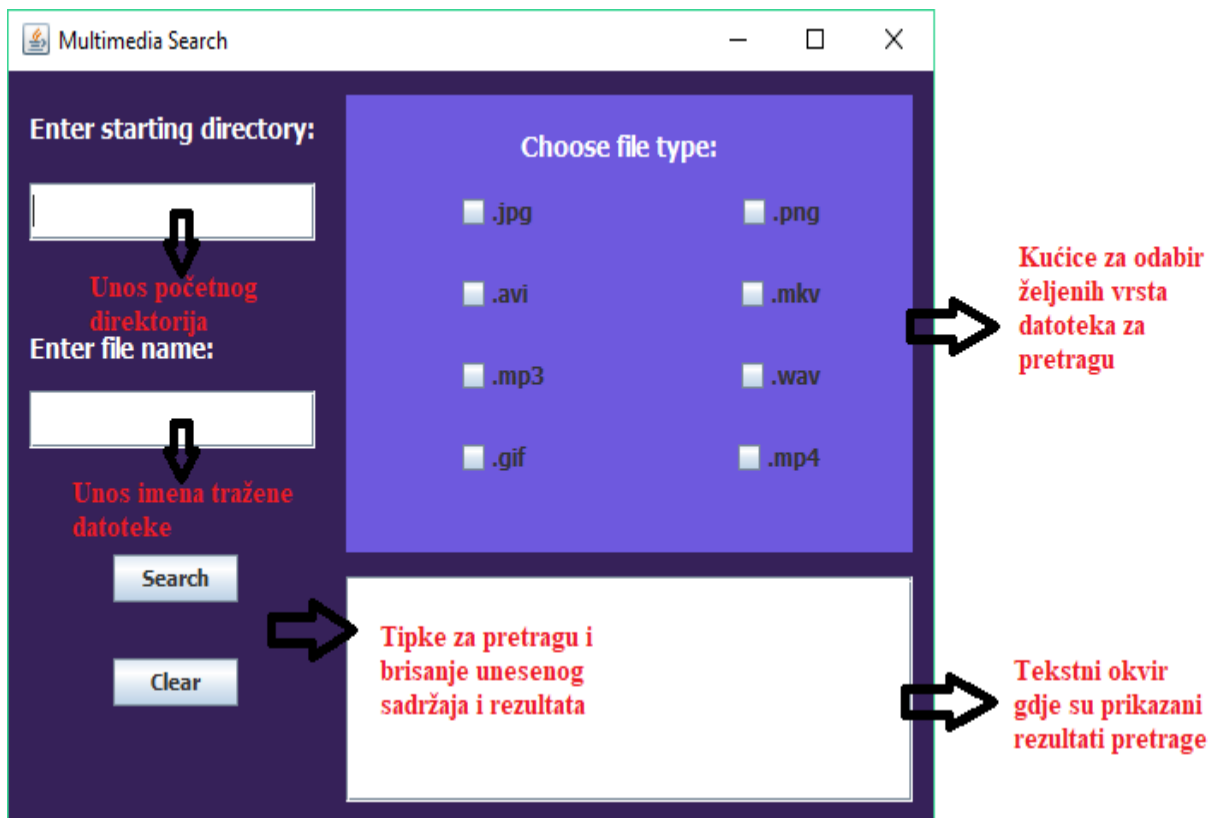 Multimedia Search
Enter starting directory:
Unos početnog
direktorija
Enter file name:
Unos imena tražene
datoteke
Search
Clear
Choose file type:
.jpg
.png
.avi
.mkv
.mp3
.wav
.gif
.mp4
Kućice za odabir
željenih vrsta
datoteka za
pretragu
Tipke za pretragu i
brisanje unesenog
sadržaja i rezultata
Tekstni okvir
gdje su prikazani
rezultati pretrage